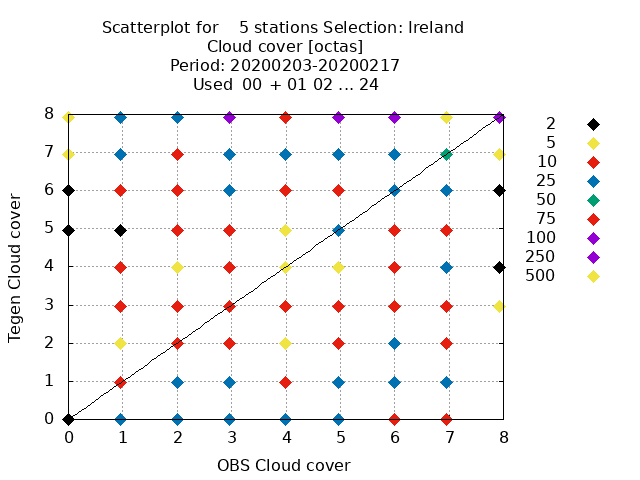 Scatterplot for 5 stations Selection: Ireland
Cloud cover [octas]
Period: 20200203-20200217
Used 00 + 01 02 ... 24
8
7
6
5
4
3
2
1
0
Tegen Cloud cover
0 1 2 3 4 5 6 7 8
OBS Cloud cover
2
5
10
25
50
75
100
250
500